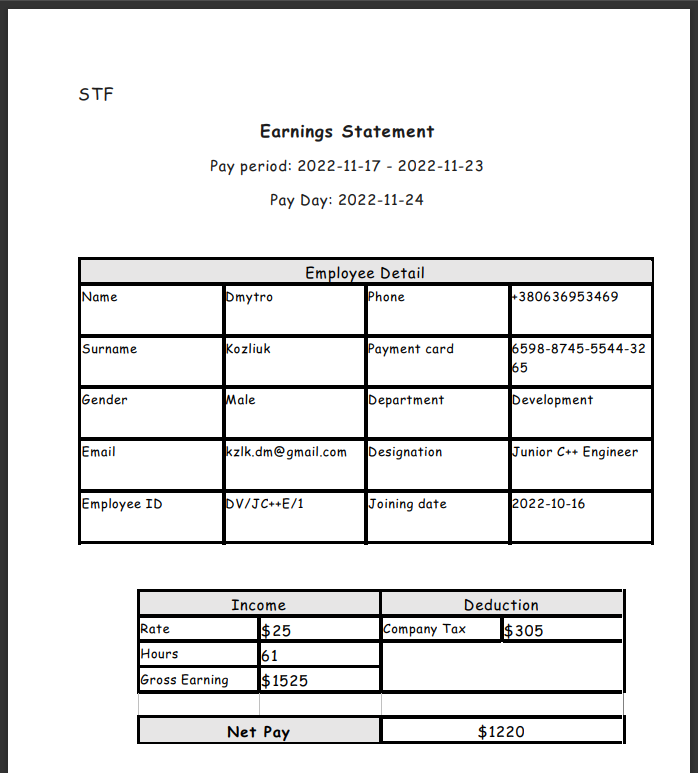 STF
Earnings Statement
Pay period: 2022-11-17 - 2022-11-23
Pay Day: 2022-11-24
Employee Detail
Name Dmytro Phone +380636953469
Surname Kozliuk Payment card 6598-8745-5544-32
65
Gender Male Department Development
Email kzlk.dm@gmail.com Designation Junior C++ Engineer
Employee ID DV/JC++E/1 Joining date 2022-10-16
Income Deduction
Rate $25 Company Tax $305
Hours 61
Gross Earning $1525
Net Pay $1220